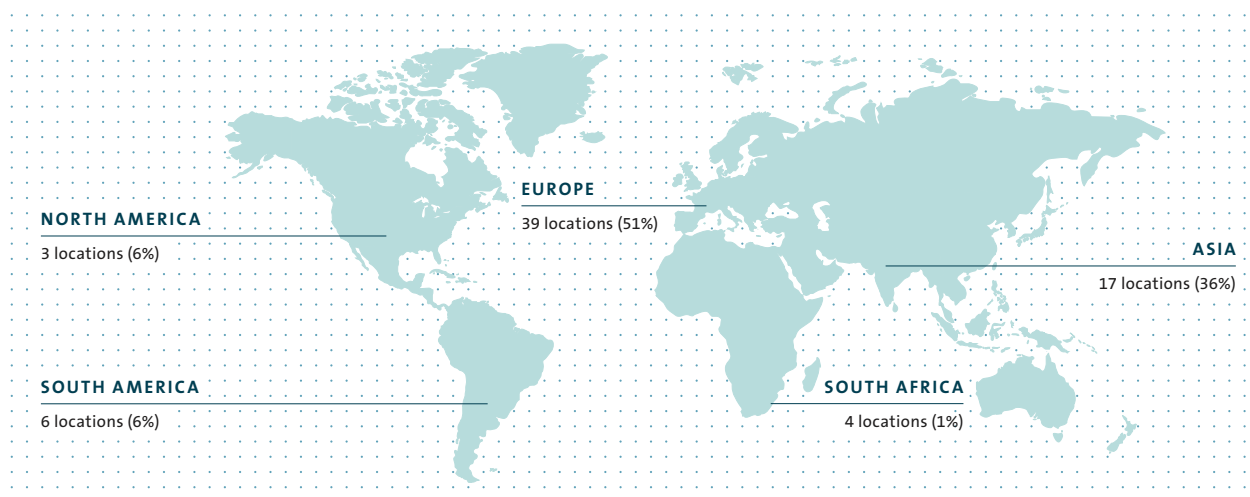 EUROPE
39 locations (51%)
NORTH AMERICA
3 locations (6%)
ASIA
17 locations (36%)
SOUTH AMERICA
6 locations (6%)
SOUTH AFRICA
4 locations (1%)